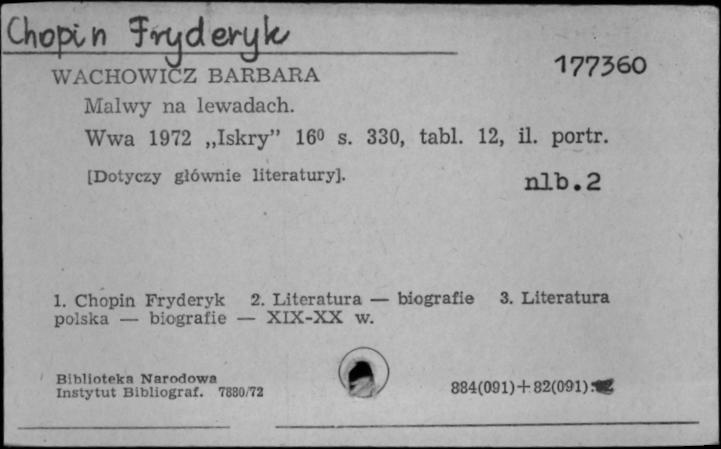 Chopin Fryderyk
177360
WACHOWICZ BARBARA
Malwy na lewadach.
Wwa 1972 „Iskry” 16⁰ s. 330, tabl. 12, il. portr.
[Dotyczy głównie literatury].
nlb.2
1. Chopin Fryderyk 2. Literatura — biografie 3. Literatura
polska — biografie — XIX-XX w.
Biblioteka Narodowa
Instytut Bibliograf. 7880/72
884(091)+82(091):